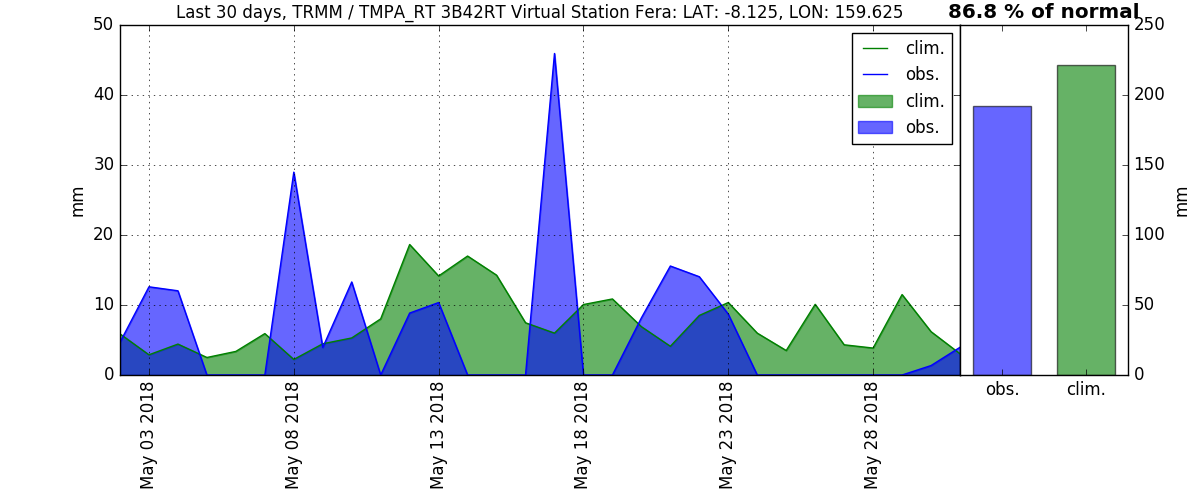 Last 30 days, TRMM / TMPA_RT 3B42RT Virtual Station Fera: LAT: -8.125, LON: 159.625
86.8 % of normal
50
40
30
20
10
0
mm
clim.
obs.
clim.
obs.
250
200
150
100
50
0
mm
obs.
clim.
May 03 2018
May 08 2018
May 13 2018
May 18 2018
May 23 2018
May 28 2018